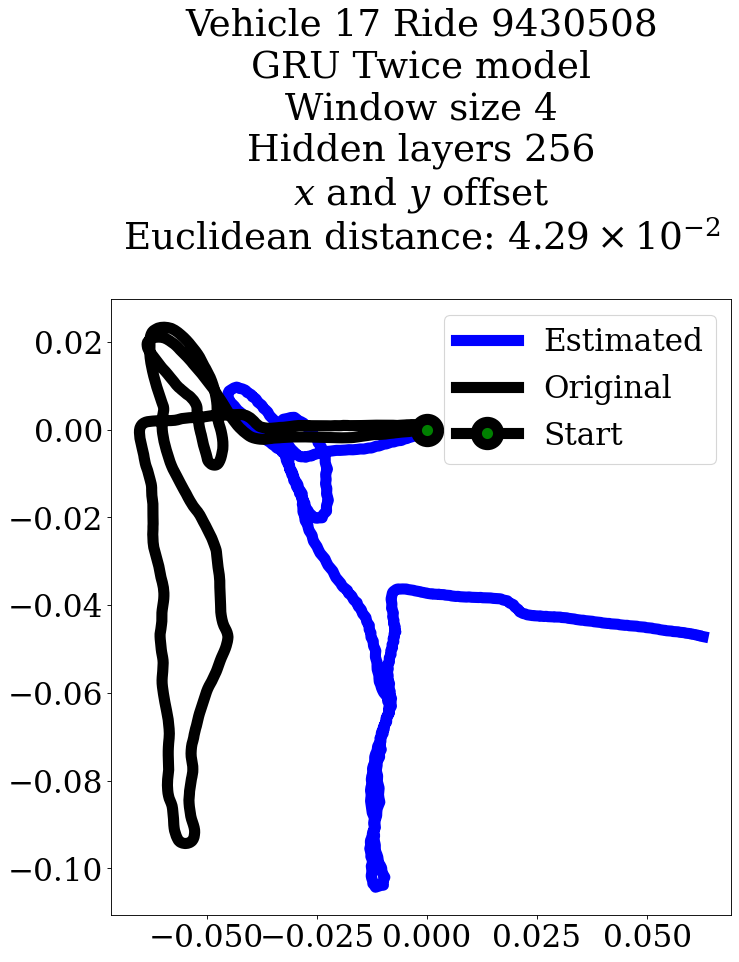 Vehicle 17 Ride 9430508
GRU Twice model
Window size 4
Hidden layers 256
x and y offset
Euclidean distance: 4.29 × 10⁻²
Estimated
Original
Start
0.02
0.00
−0.02
−0.04
−0.06
−0.08
−0.10
−0.050 −0.025 0.000 0.025 0.050